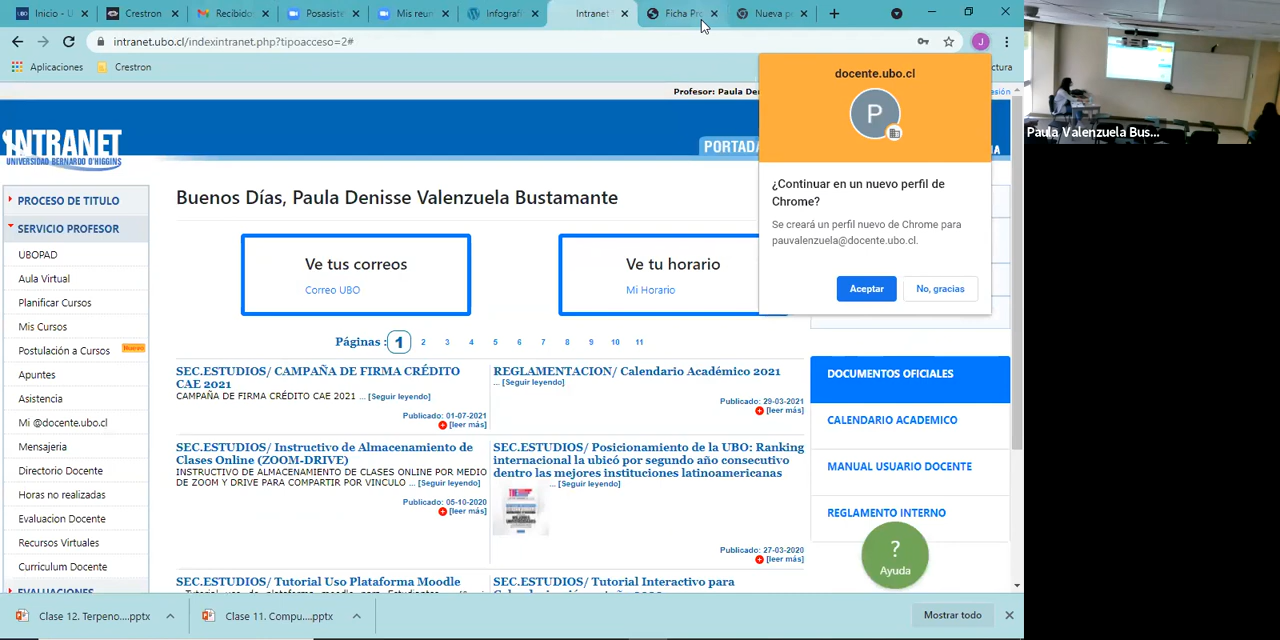 Inicio - U
Crestron
Recibido
Posasiste
Mis reu
Infografí
Intranet
Ficha Pr
Nueva p
intranet.ubo.cl/indexintranet.php?tipoacceso=2#
J
Aplicaciones
Crestron
ctura
Profesor: Paula De
esión
INTRANET
UNIVERSIDAD BERNARDO O'HIGGINS
PORTADA
IA
docente.ubo.cl
P
¿Continuar en un nuevo perfil de
Chrome?
Se creará un perfil nuevo de Chrome para
pauvalenzuela@docente.ubo.cl.
Aceptar
No, gracias
PROCESO DE TITULO
SERVICIO PROFESOR
UBOPAD
Aula Virtual
Planificar Cursos
Mis Cursos
Postulación a Cursos
Nuevo
Apuntes
Asistencia
Mi @docente.ubo.cl
Mensajeria
Directorio Docente
Horas no realizadas
Evaluacion Docente
Recursos Virtuales
Curriculum Docente
EVALUACIONES
Buenos Días, Paula Denisse Valenzuela Bustamante
Ve tus correos
Correo UBO
Ve tu horario
Mi Horario
Páginas : 1 2 3 4 5 6 7 8 9 10 11
SEC.ESTUDIOS/ CAMPAÑA DE FIRMA CRÉDITO
CAE 2021
CAMPAÑA DE FIRMA CRÉDITO CAE 2021 ... [Seguir leyendo]
Publicado: 01-07-2021
[leer más]
REGLAMENTACION/ Calendario Académico 2021
... [Seguir leyendo]
Publicado: 29-03-2021
[leer más]
SEC.ESTUDIOS/ Instructivo de Almacenamiento de
Clases Online (ZOOM-DRIVE)
INSTRUCTIVO DE ALMACENAMIENTO DE CLASES ONLINE POR MEDIO
DE ZOOM Y DRIVE PARA COMPARTIR POR VINCULO ... [Seguir leyendo]
Publicado: 05-10-2020
[leer más]
SEC.ESTUDIOS/ Posicionamiento de la UBO: Ranking
internacional la ubicó por segundo año consecutivo
dentro las mejores instituciones latinoamericanas
... [Seguir leyendo]
Publicado: 27-03-2020
[leer más]
SEC.ESTUDIOS/ Tutorial Uso Plataforma Moodle
SEC.ESTUDIOS/ Tutorial Interactivo para
DOCUMENTOS OFICIALES
CALENDARIO ACADEMICO
MANUAL USUARIO DOCENTE
REGLAMENTO INTERNO
?
Ayuda
Clase 12. Terpeno....pptx
Clase 11. Compu....pptx
Mostrar todo
Paula Valenzuela Bus...